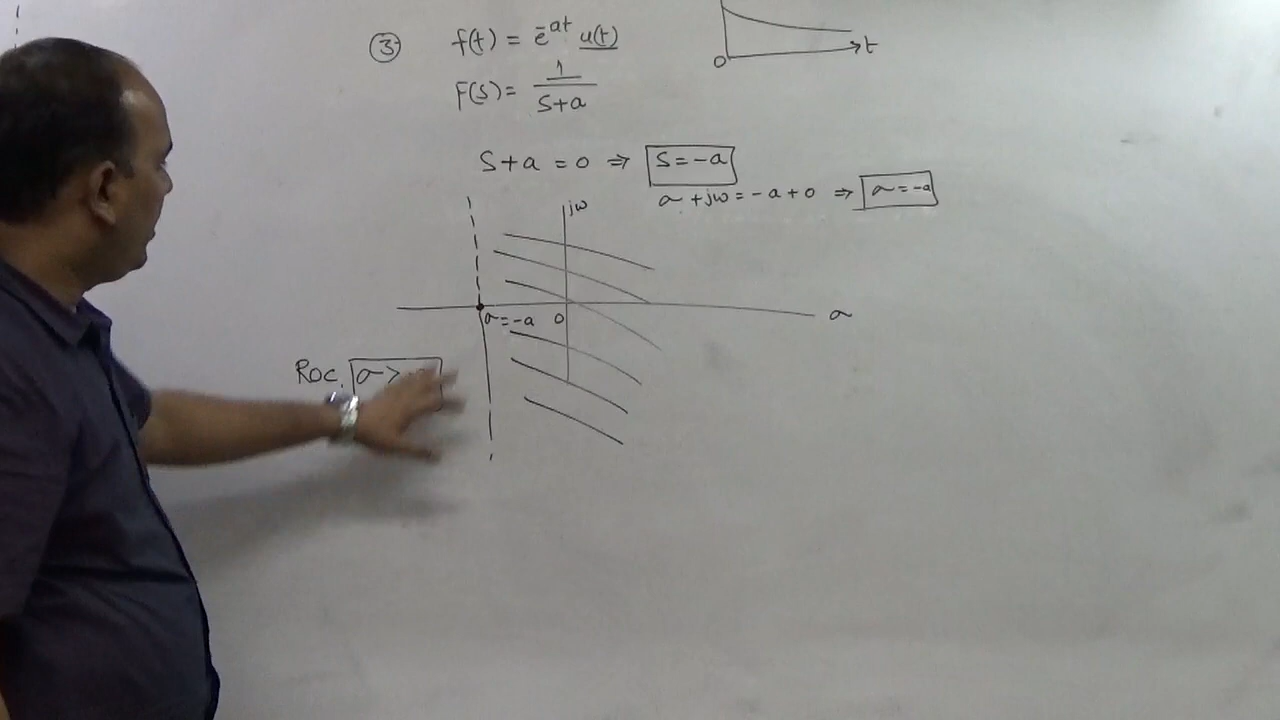 ③ f(t) = e^-at u(t)
0 t
F(s) = 1/(s+a)
s+a = 0 ⇒ s = -a
σ + jω = -a + 0 ⇒ σ = -a
jω
σ = -a 0 σ
ROC. σ >